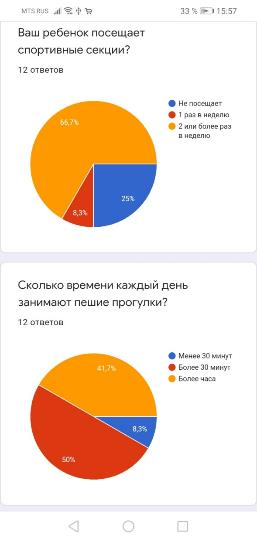 MTS RUS 33 % 15:57
Ваш ребенок посещает
спортивные секции?
12 ответов
Не посещает
1 раз в неделю
2 или более раз
в неделю
66,7%
25%
8,3%
Сколько времени каждый день
занимают пешие прогулки?
12 ответов
Менее 30 минут
Более 30 минут
Более часа
41,7%
8,3%
50%